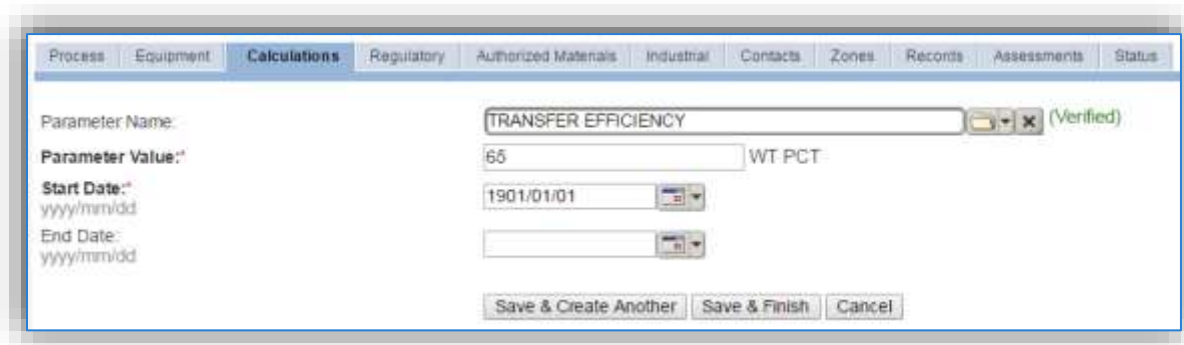 Process Equipment Calculations Regulatory Authorized Materials Industrial Contacts Zones Records Assessments Status
Parameter Name: TRANSFER EFFICIENCY (Verified)
Parameter Value:* 65 WT PCT
Start Date:* 1901/01/01
yyyy/mm/dd
End Date:
yyyy/mm/dd
Save & Create Another Save & Finish Cancel